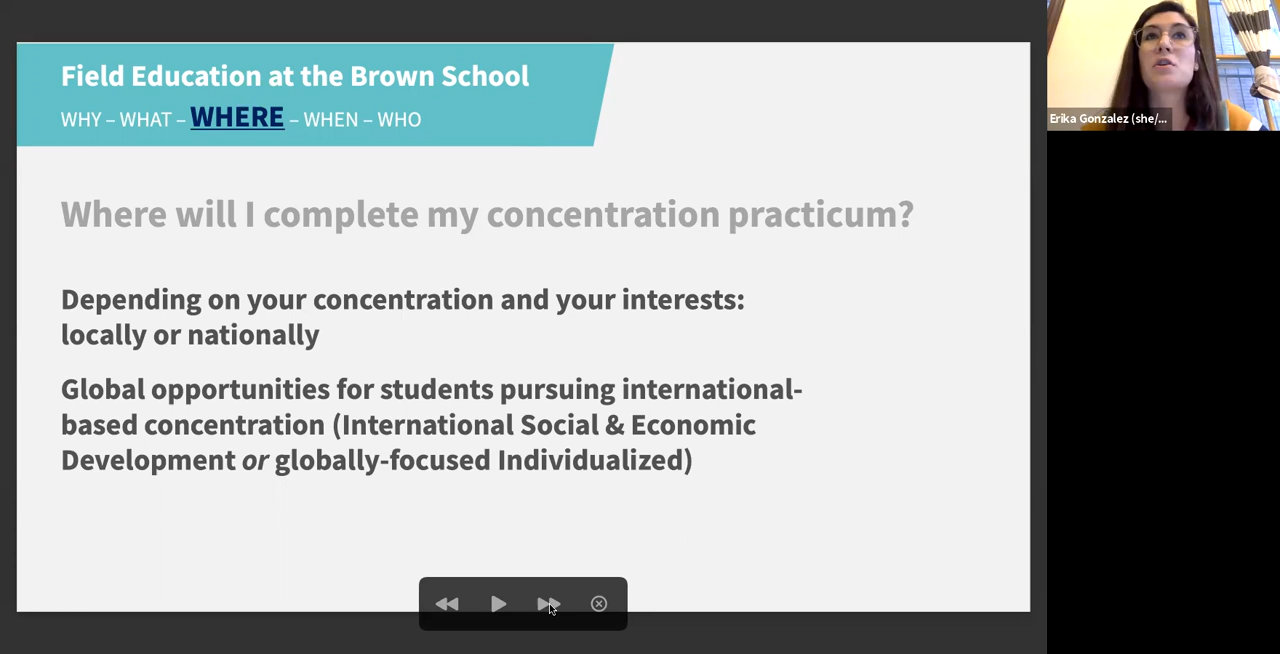 Field Education at the Brown School
WHY – WHAT – WHERE – WHEN – WHO
Where will I complete my concentration practicum?
Depending on your concentration and your interests:
locally or nationally
Global opportunities for students pursuing international-
based concentration (International Social & Economic
Development or globally-focused Individualized)
Erika Gonzalez (she/...